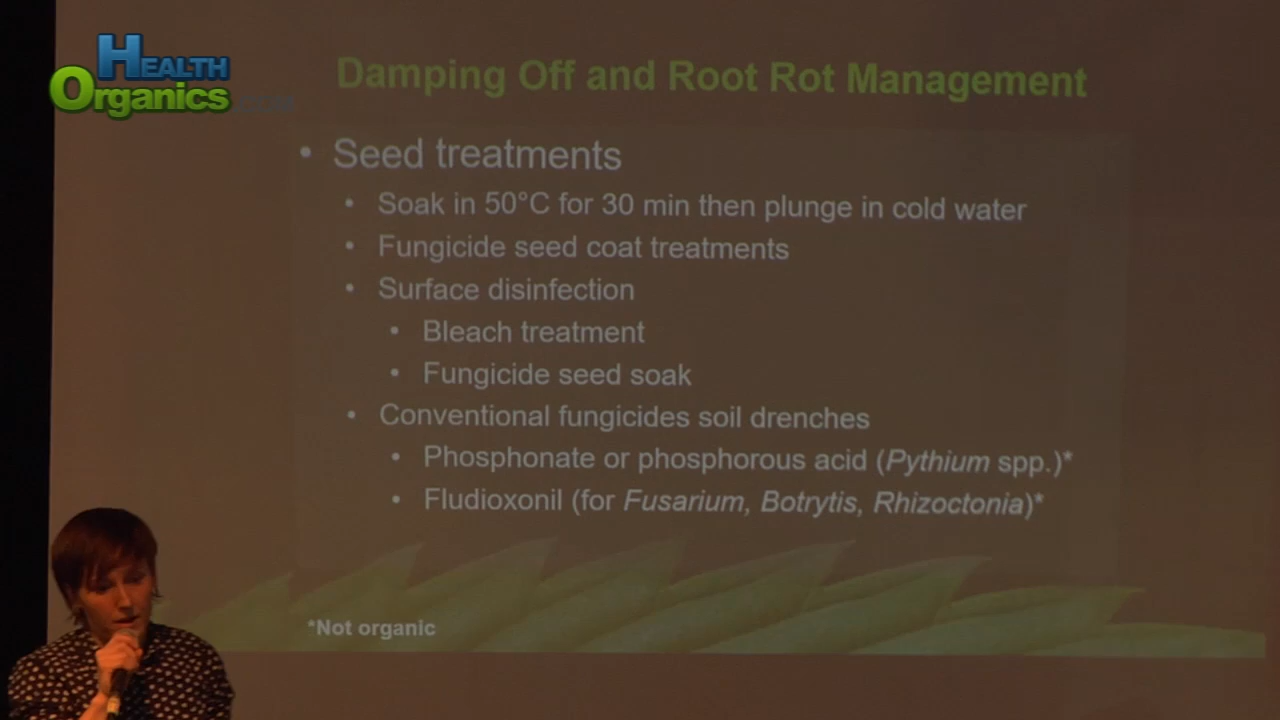 HEALTH
Organics.com
Damping Off and Root Rot Management
• Seed treatments
• Soak in 50°C for 30 min then plunge in cold water
• Fungicide seed coat treatments
• Surface disinfection
• Bleach treatment
• Fungicide seed soak
• Conventional fungicides soil drenches
• Phosphonate or phosphorous acid (Pythium spp.)*
• Fludioxonil (for Fusarium, Botrytis, Rhizoctonia)*
*Not organic